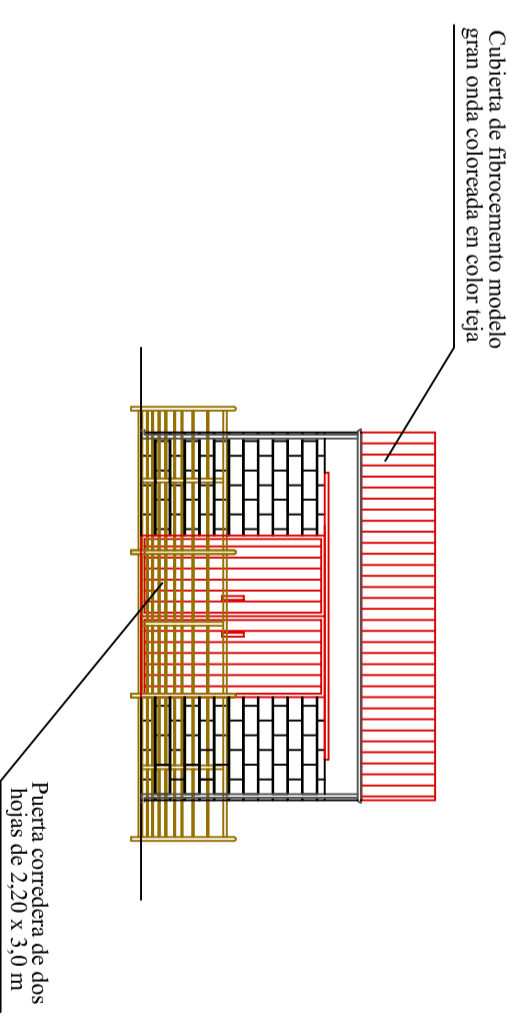 Cubierta de fibrocemento modelo
gran onda coloreada en color teja
Puerta corredera de dos
hojas de 2,20 x 3,0 m